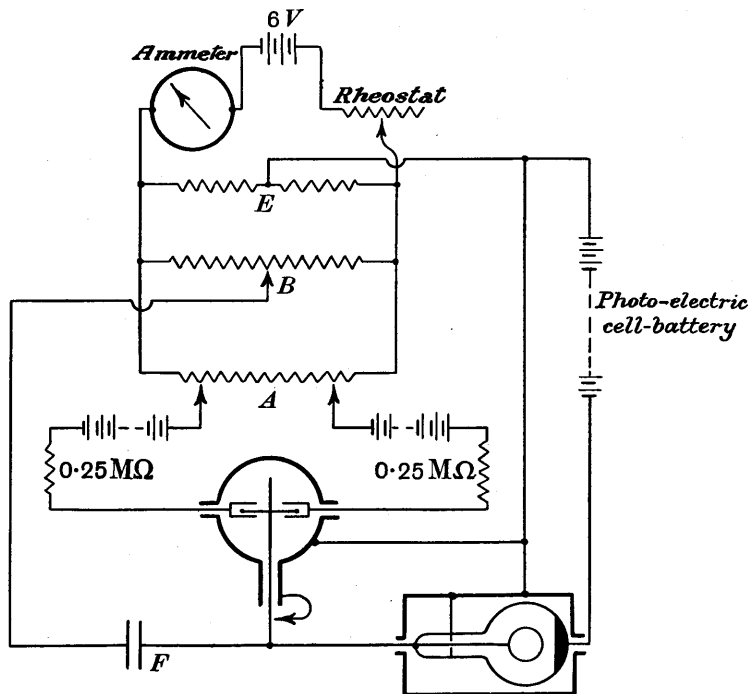 6 V
Ammeter
Rheostat
E
B
Photo-electric
cell-battery
A
0·25 MΩ
0·25 MΩ
F